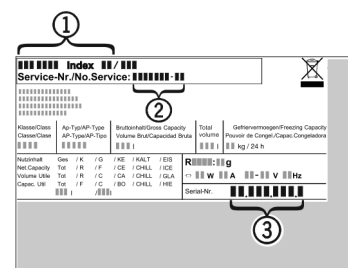 1
Index /
Service-Nr./No.Service: -
2
Klasse/Class
Classe/Clase
Ap-Typ/AP-Type
AP-Type/AP-Tipo
Bruttoinhalt/Gross Capacity
Volume Brut/Capacidad Bruta
l
Total
volume
l
Gefriervermoegen/Freezing Capacity
Pouvoir de Congel./Capac.Congeladora
kg / 24 h
Nutzinhalt Ges / K / G / KE / KALT / EIS
Net.Capacity Tot / R / F / CE / CHILL / ICE
Volume Utile Tot / R / C / CA / CHILL / GLA
Capac. Util Tot / F / C / BO / CHILL / HIE
l / l
R : g
W A - V Hz
Serial-Nr. . . .
3